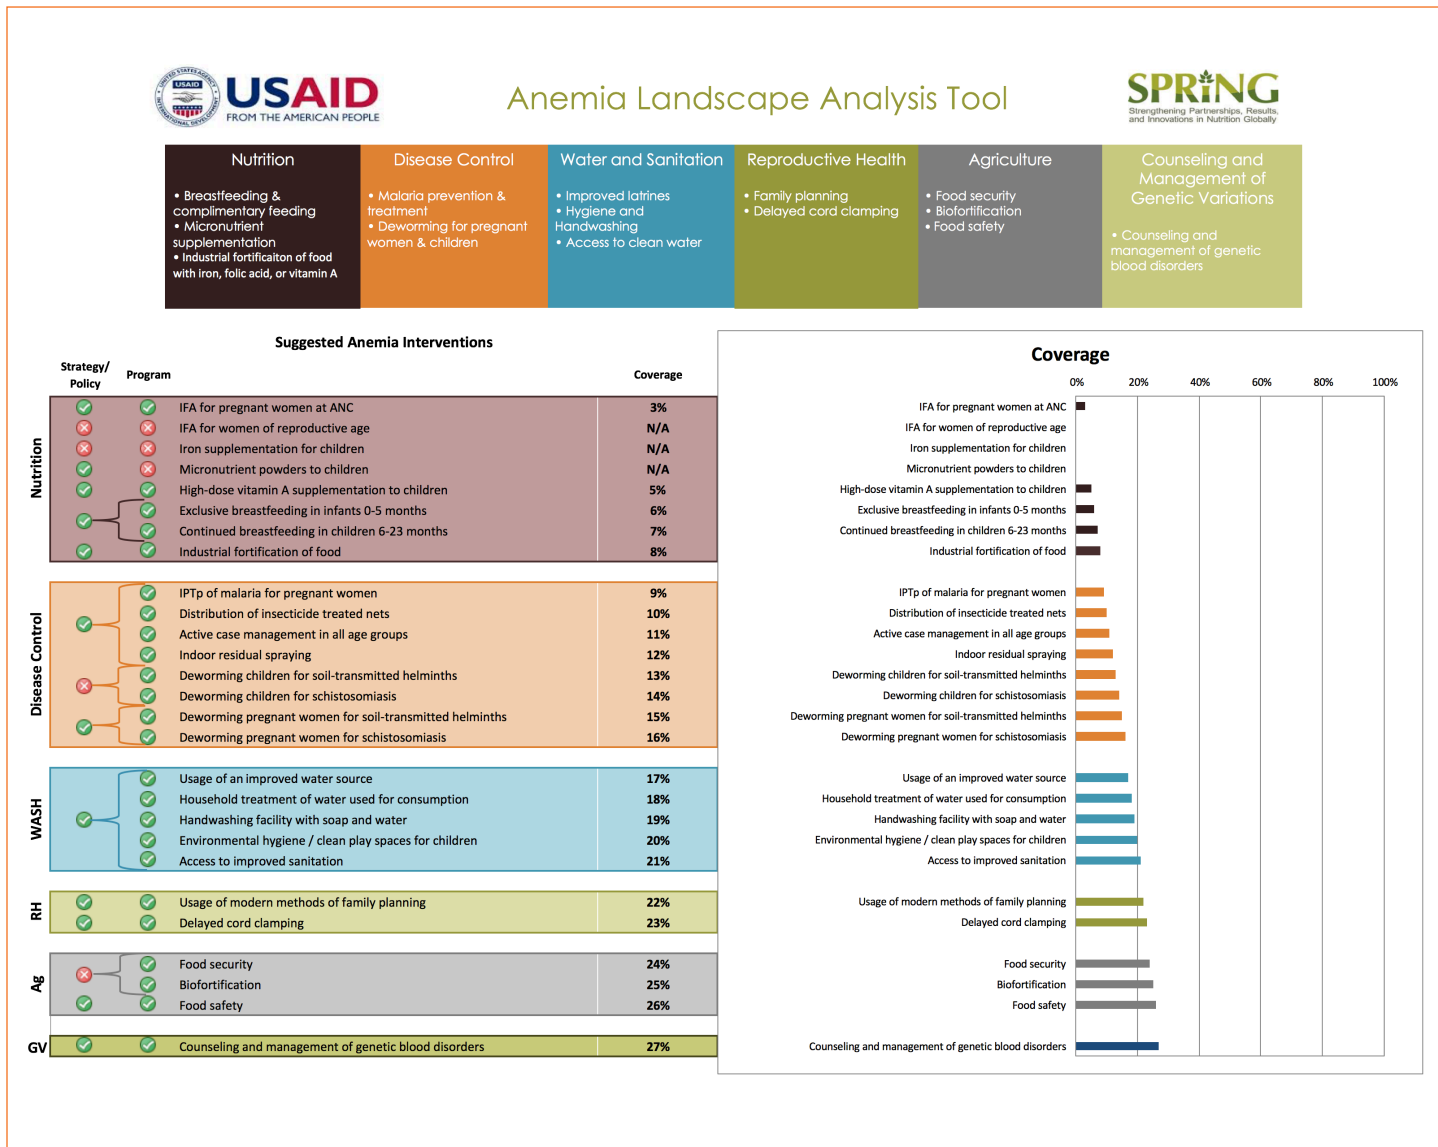 UNITED STATES AGENCY
USAID
INTERNATIONAL DEVELOPMENT
USAID
FROM THE AMERICAN PEOPLE
Anemia Landscape Analysis Tool
SPRING
Strengthening Partnerships, Results,
and Innovations in Nutrition Globally
Nutrition
• Breastfeeding &
complimentary feeding
• Micronutrient
supplementation
• Industrial fortificaiton of food
with iron, folic acid, or vitamin A
Disease Control
• Malaria prevention &
treatment
• Deworming for pregnant
women & children
Water and Sanitation
• Improved latrines
• Hygiene and
Handwashing
• Access to clean water
Reproductive Health
• Family planning
• Delayed cord clamping
Agriculture
• Food security
• Biofortification
• Food safety
Counseling and
Management of
Genetic Variations
• Counseling and
management of genetic
blood disorders
Suggested Anemia Interventions
Strategy/
Policy
Program
Coverage
Nutrition
IFA for pregnant women at ANC 3%
IFA for women of reproductive age N/A
Iron supplementation for children N/A
Micronutrient powders to children N/A
High-dose vitamin A supplementation to children 5%
Exclusive breastfeeding in infants 0-5 months 6%
Continued breastfeeding in children 6-23 months 7%
Industrial fortification of food 8%
Disease Control
IPTp of malaria for pregnant women 9%
Distribution of insecticide treated nets 10%
Active case management in all age groups 11%
Indoor residual spraying 12%
Deworming children for soil-transmitted helminths 13%
Deworming children for schistosomiasis 14%
Deworming pregnant women for soil-transmitted helminths 15%
Deworming pregnant women for schistosomiasis 16%
WASH
Usage of an improved water source 17%
Household treatment of water used for consumption 18%
Handwashing facility with soap and water 19%
Environmental hygiene / clean play spaces for children 20%
Access to improved sanitation 21%
RH
Usage of modern methods of family planning 22%
Delayed cord clamping 23%
Ag
Food security 24%
Biofortification 25%
Food safety 26%
GV
Counseling and management of genetic blood disorders 27%
Coverage
0% 20% 40% 60% 80% 100%
IFA for pregnant women at ANC
IFA for women of reproductive age
Iron supplementation for children
Micronutrient powders to children
High-dose vitamin A supplementation to children
Exclusive breastfeeding in infants 0-5 months
Continued breastfeeding in children 6-23 months
Industrial fortification of food
IPTp of malaria for pregnant women
Distribution of insecticide treated nets
Active case management in all age groups
Indoor residual spraying
Deworming children for soil-transmitted helminths
Deworming children for schistosomiasis
Deworming pregnant women for soil-transmitted helminths
Deworming pregnant women for schistosomiasis
Usage of an improved water source
Household treatment of water used for consumption
Handwashing facility with soap and water
Environmental hygiene / clean play spaces for children
Access to improved sanitation
Usage of modern methods of family planning
Delayed cord clamping
Food security
Biofortification
Food safety
Counseling and management of genetic blood disorders